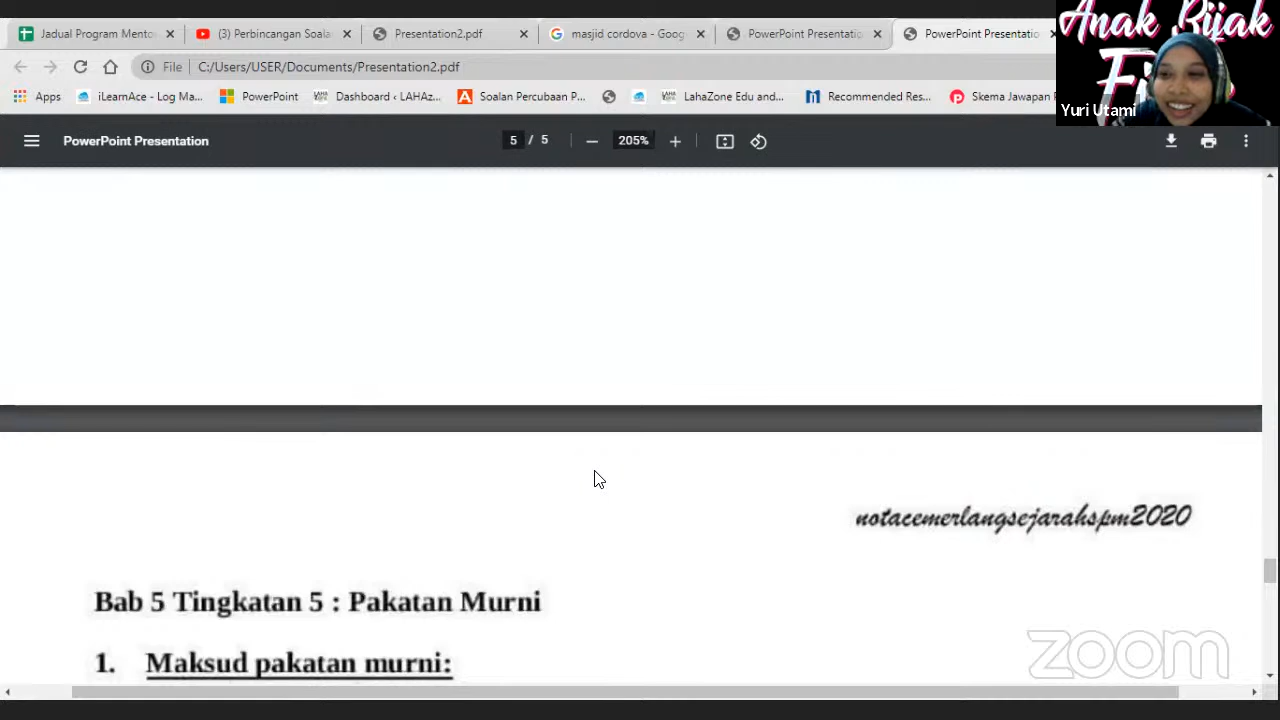 Jadual Program Mento
(3) Perbincangan Soala
Presentation2.pdf
masjid cordova - Goog
PowerPoint Presentatio
PowerPoint Presentatio
Anak Bijak
Yuri Utami
File C:/Users/USER/Documents/Presentation2.pdf
Apps iLearnAce - Log Ma... PowerPoint Dashboard ‹ LAHAz... Soalan Percubaan P... LahaZone Edu and... Recommended Res... Skema Jawapan P
PowerPoint Presentation 5 / 5 205%
notacemerlangsejarahspm2020
Bab 5 Tingkatan 5 : Pakatan Murni
1. Maksud pakatan murni:
zoom